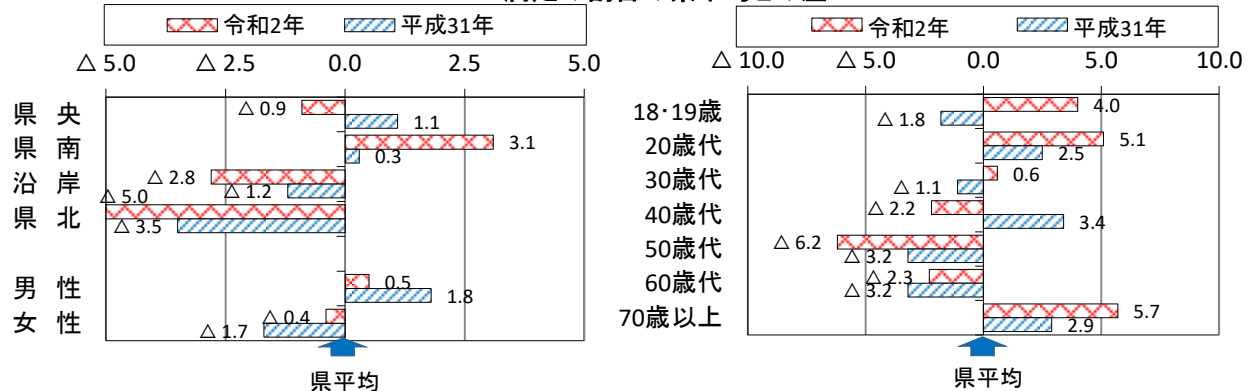 令和2年 平成31年
△ 5.0 △ 2.5 0.0 2.5 5.0
県 央 △ 0.9 1.1
県 南 3.1 0.3
沿 岸 △ 2.8 △ 1.2
県 北 △ 5.0 △ 3.5
男 性 0.5 1.8
女 性 △ 0.4 △ 1.7
県平均
令和2年 平成31年
△ 10.0 △ 5.0 0.0 5.0 10.0
18・19歳 4.0 △ 1.8
20歳代 5.1 2.5
30歳代 0.6 △ 1.1
40歳代 △ 2.2 3.4
50歳代 △ 6.2 △ 3.2
60歳代 △ 2.3 △ 3.2
70歳以上 5.7 2.9
県平均